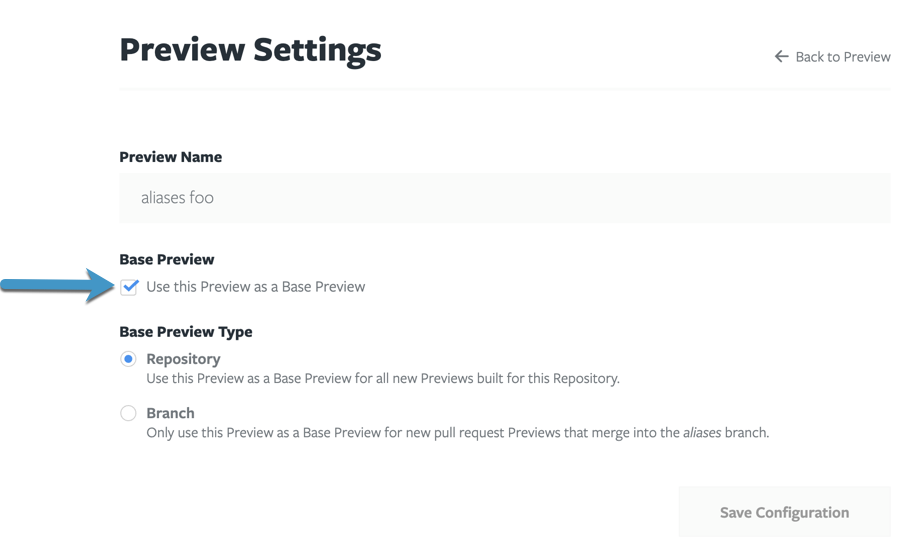 Preview Settings
← Back to Preview
Preview Name
aliases foo
Base Preview
Use this Preview as a Base Preview
Base Preview Type
Repository
Use this Preview as a Base Preview for all new Previews built for this Repository.
Branch
Only use this Preview as a Base Preview for new pull request Previews that merge into the aliases branch.
Save Configuration